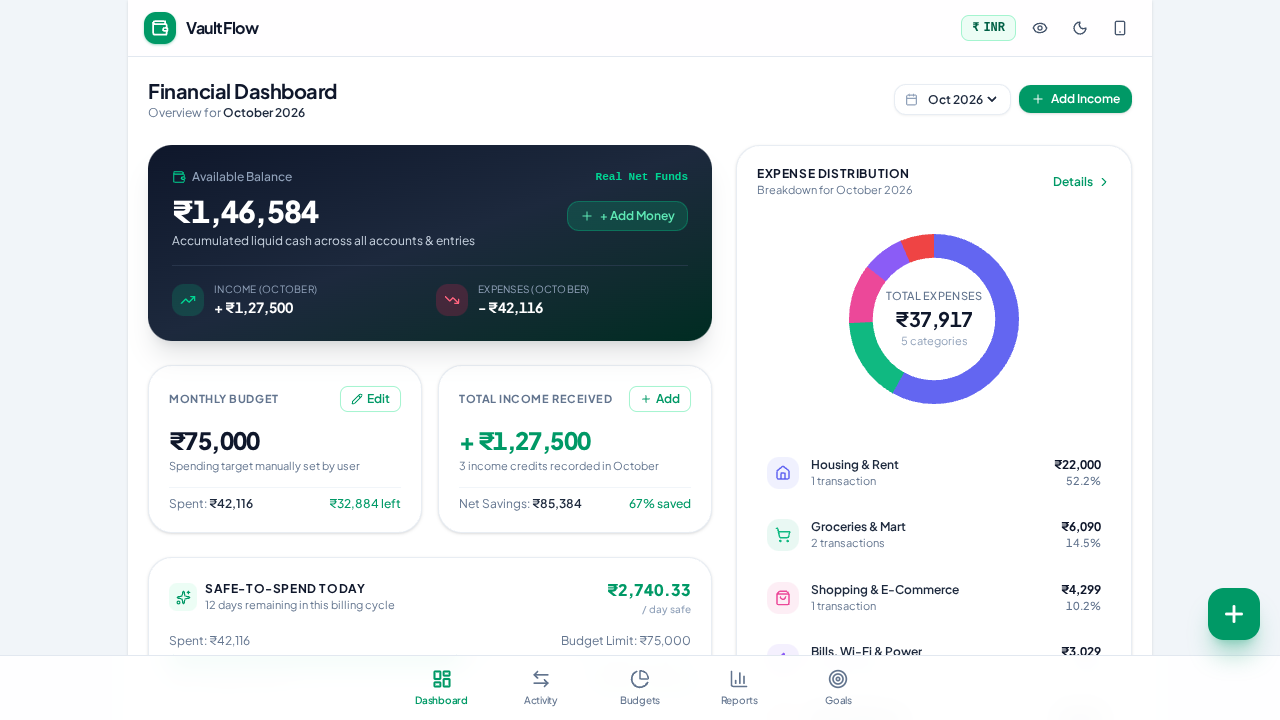 VaultFlow
₹ INR
Financial Dashboard
Overview for October 2026
Oct 2026
Add Income
Available Balance
Real Net Funds
₹1,46,584
+ Add Money
Accumulated liquid cash across all accounts & entries
INCOME (OCTOBER)
+ ₹1,27,500
EXPENSES (OCTOBER)
- ₹42,116
MONTHLY BUDGET
Edit
₹75,000
Spending target manually set by user
Spent: ₹42,116
₹32,884 left
TOTAL INCOME RECEIVED
Add
+ ₹1,27,500
3 income credits recorded in October
Net Savings: ₹85,384
67% saved
SAFE-TO-SPEND TODAY
12 days remaining in this billing cycle
₹2,740.33
/ day safe
Spent: ₹42,116
Budget Limit: ₹75,000
EXPENSE DISTRIBUTION
Breakdown for October 2026
Details
TOTAL EXPENSES
₹37,917
5 categories
Housing & Rent
1 transaction
₹22,000
52.2%
Groceries & Mart
2 transactions
₹6,090
14.5%
Shopping & E-Commerce
1 transaction
₹4,299
10.2%
Bills, Wi-Fi & Power
₹3,029
Dashboard
Activity
Budgets
Reports
Goals